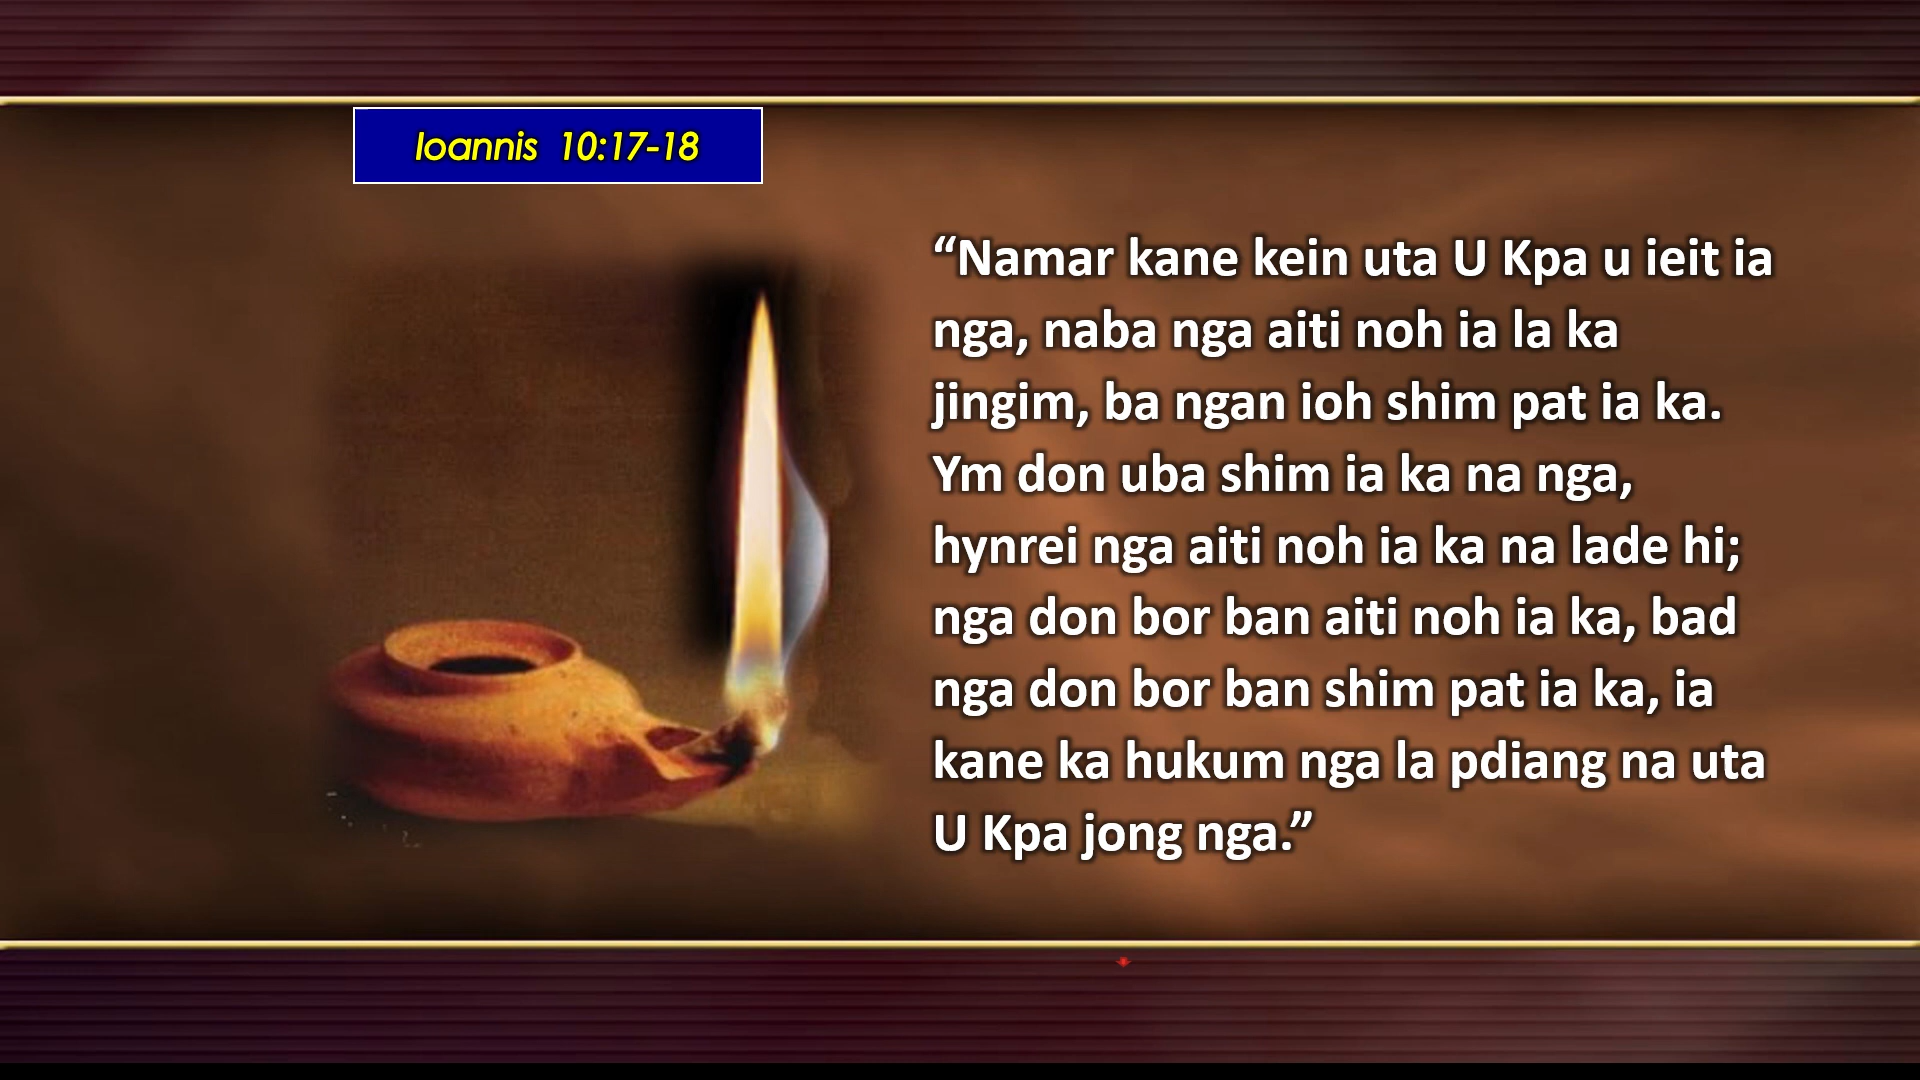 Ioannis 10:17-18
“Namar kane kein uta U Kpa u ieit ia
nga, naba nga aiti noh ia la ka
jingim, ba ngan ioh shim pat ia ka.
Ym don uba shim ia ka na nga,
hynrei nga aiti noh ia ka na lade hi;
nga don bor ban aiti noh ia ka, bad
nga don bor ban shim pat ia ka, ia
kane ka hukum nga la pdiang na uta
U Kpa jong nga.”